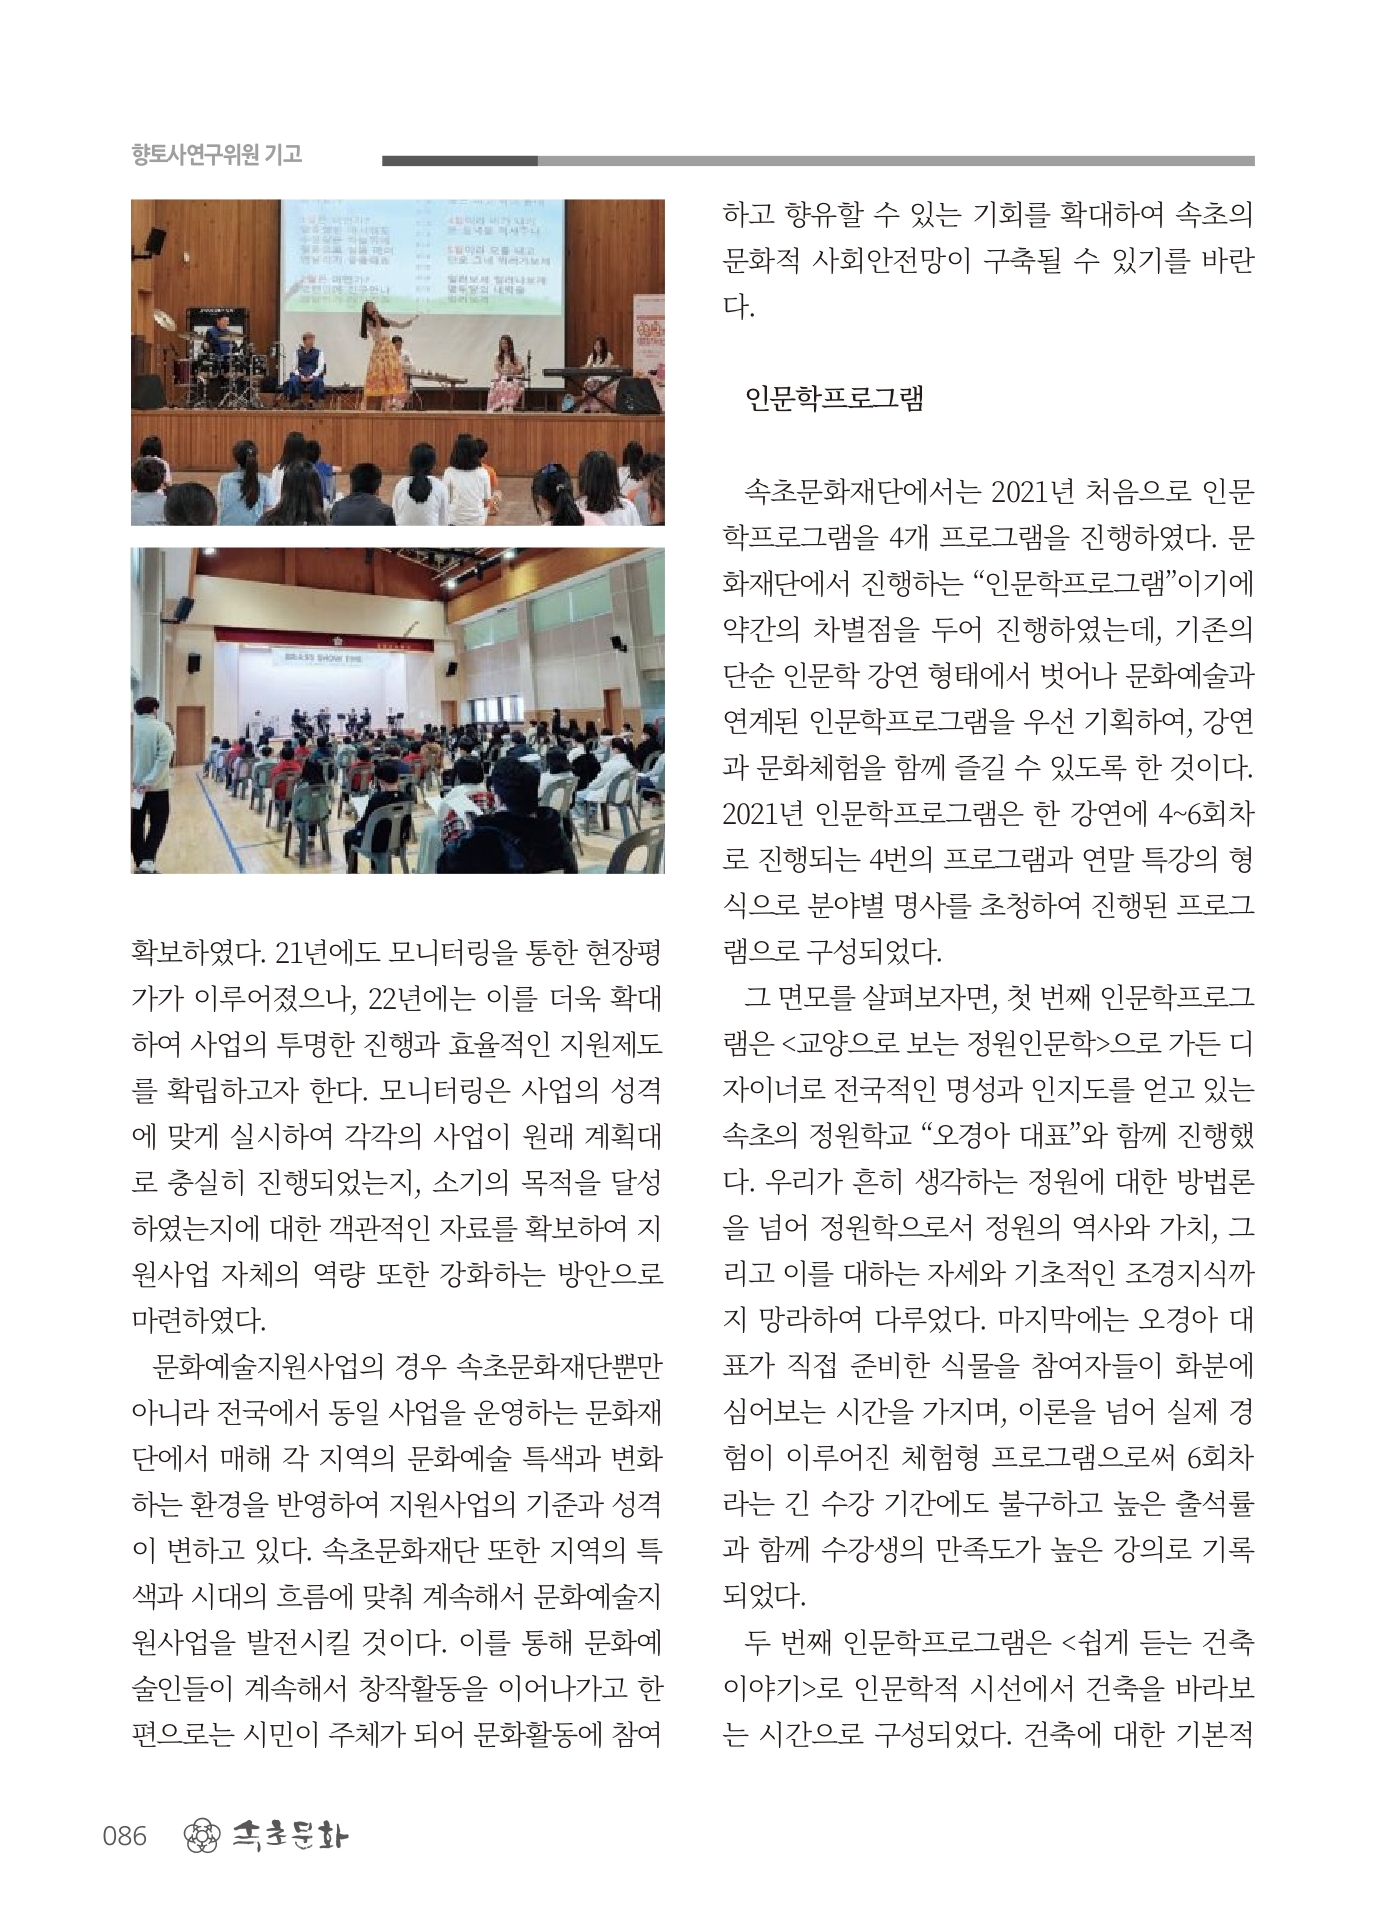 향토사연구위원 기고
BRASS SHOW
확보하였다. 21년에도 모니터링을 통한 현장평
가가 이루어졌으나, 22년에는 이를 더욱 확대
하여 사업의 투명한 진행과 효율적인 지원제도
를 확립하고자 한다. 모니터링은 사업의 성격
에 맞게 실시하여 각각의 사업이 원래 계획대
로 충실히 진행되었는지, 소기의 목적을 달성
하였는지에 대한 객관적인 자료를 확보하여 지
원사업 자체의 역량 또한 강화하는 방안으로
마련하였다.
문화예술지원사업의 경우 속초문화재단뿐만
아니라 전국에서 동일 사업을 운영하는 문화재
단에서 매해 각 지역의 문화예술 특색과 변화
하는 환경을 반영하여 지원사업의 기준과 성격
이 변하고 있다. 속초문화재단 또한 지역의 특
색과 시대의 흐름에 맞춰 계속해서 문화예술지
원사업을 발전시킬 것이다. 이를 통해 문화예
술인들이 계속해서 창작활동을 이어나가고 한
편으로는 시민이 주체가 되어 문화활동에 참여
하고 향유할 수 있는 기회를 확대하여 속초의
문화적 사회안전망이 구축될 수 있기를 바란
다.
인문학프로그램
속초문화재단에서는 2021년 처음으로 인문
학프로그램을 4개 프로그램을 진행하였다. 문
화재단에서 진행하는 “인문학프로그램”이기에
약간의 차별점을 두어 진행하였는데, 기존의
단순 인문학 강연 형태에서 벗어나 문화예술과
연계된 인문학프로그램을 우선 기획하여, 강연
과 문화체험을 함께 즐길 수 있도록 한 것이다.
2021년 인문학프로그램은 한 강연에 4~6회차
로 진행되는 4번의 프로그램과 연말 특강의 형
식으로 분야별 명사를 초청하여 진행된 프로그
램으로 구성되었다.
그 면모를 살펴보자면, 첫 번째 인문학프로그
램은 <교양으로 보는 정원인문학>으로 가든 디
자이너로 전국적인 명성과 인지도를 얻고 있는
속초의 정원학교 “오경아 대표”와 함께 진행했
다. 우리가 흔히 생각하는 정원에 대한 방법론
을 넘어 정원학으로서 정원의 역사와 가치, 그
리고 이를 대하는 자세와 기초적인 조경지식까
지 망라하여 다루었다. 마지막에는 오경아 대
표가 직접 준비한 식물을 참여자들이 화분에
심어보는 시간을 가지며, 이론을 넘어 실제 경
험이 이루어진 체험형 프로그램으로써 6회차
라는 긴 수강 기간에도 불구하고 높은 출석률
과 함께 수강생의 만족도가 높은 강의로 기록
되었다.
두 번째 인문학프로그램은 <쉽게 듣는 건축
이야기>로 인문학적 시선에서 건축을 바라보
는 시간으로 구성되었다. 건축에 대한 기본적
086 속초문화